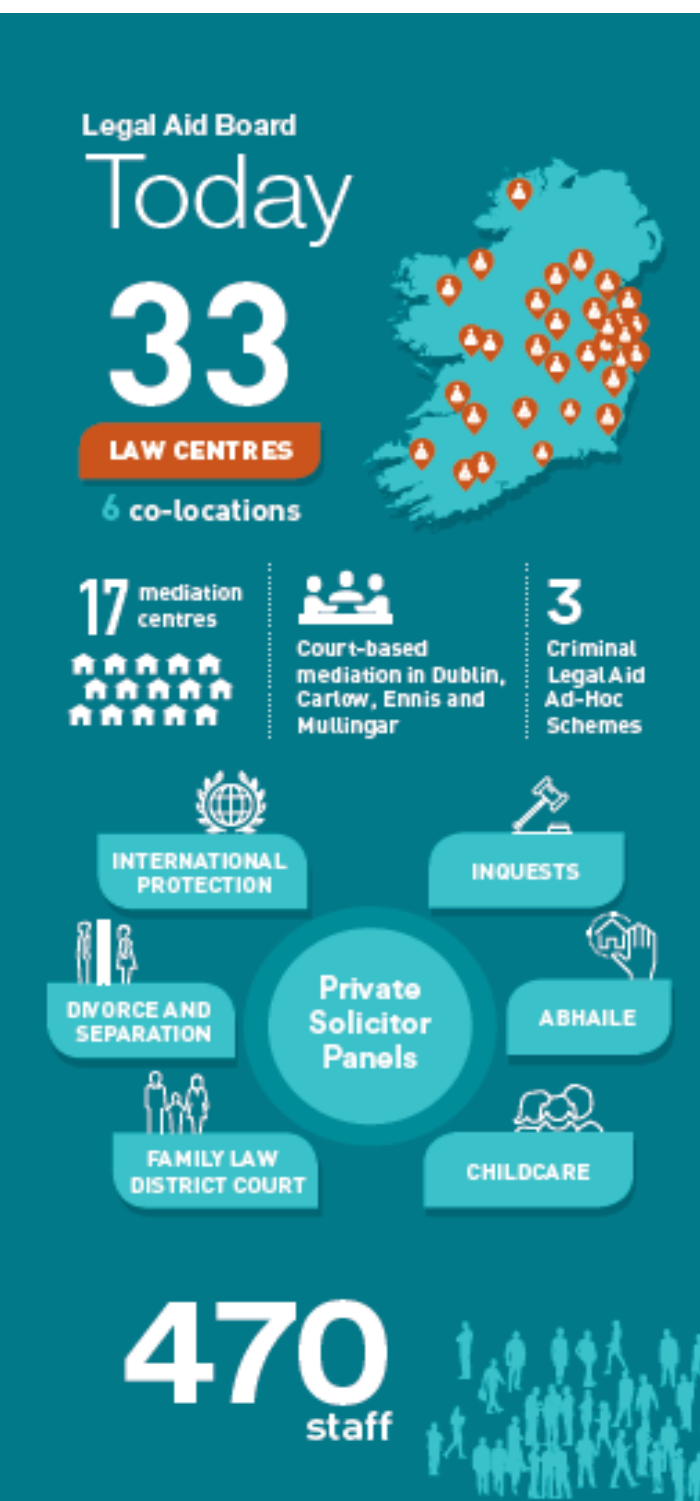 Legal Aid Board
Today
33
LAW CENTRES
6 co-locations
17 mediation
centres
Court-based
mediation in Dublin,
Carlow, Ennis and
Mullingar
3
Criminal
Legal Aid
Ad-Hoc
Schemes
INTERNATIONAL
PROTECTION
INQUESTS
DIVORCE AND
SEPARATION
Private
Solicitor
Panels
ABHAILE
FAMILY LAW
DISTRICT COURT
CHILDCARE
470
staff